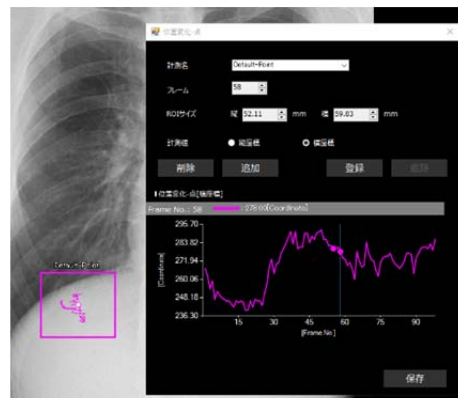 位置変化-点
計測名 Default-Point
フレーム 58
ROIサイズ 縦 52.11 mm 横 59.83 mm
計測値 縦座標 横座標
削除 追加 登録
位置変化-点[横座標]
Frame No. : 58 : 278.00[Coordinate]
295.70
283.82
271.94
260.06
248.18
236.30
[Coordinate]
15 30 45 60 75 90
[Frame No.]
保存
Default-Point